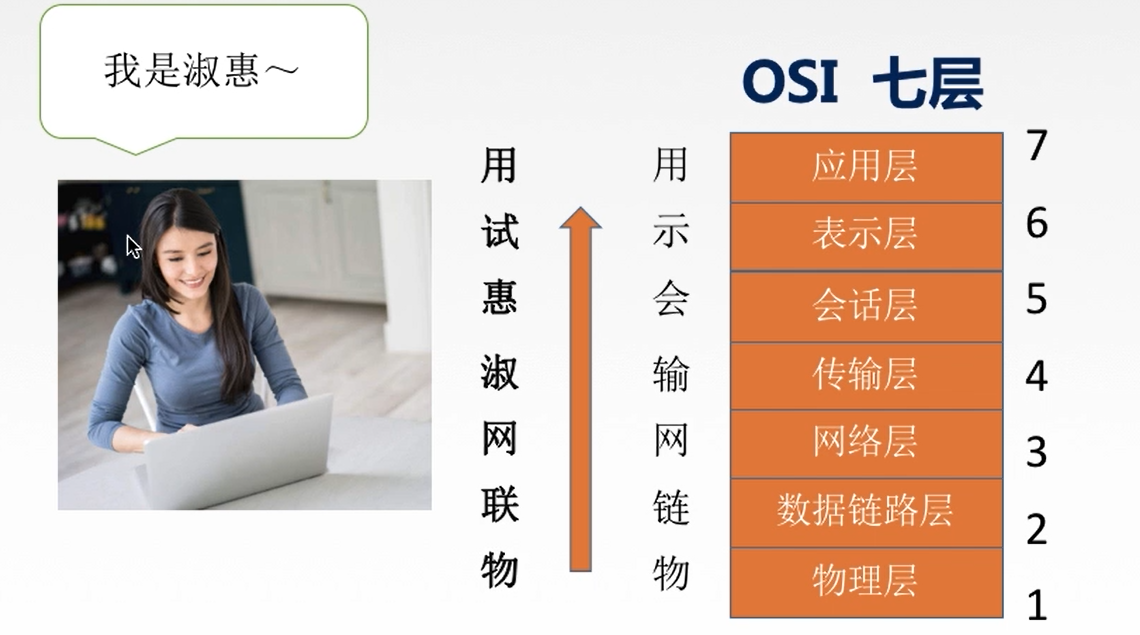 我是淑惠～
OSI 七层
用 用 应用层 7
试 示 表示层 6
惠 会 会话层 5
淑 输 传输层 4
网 网 网络层 3
联 链 数据链路层 2
物 物 物理层 1